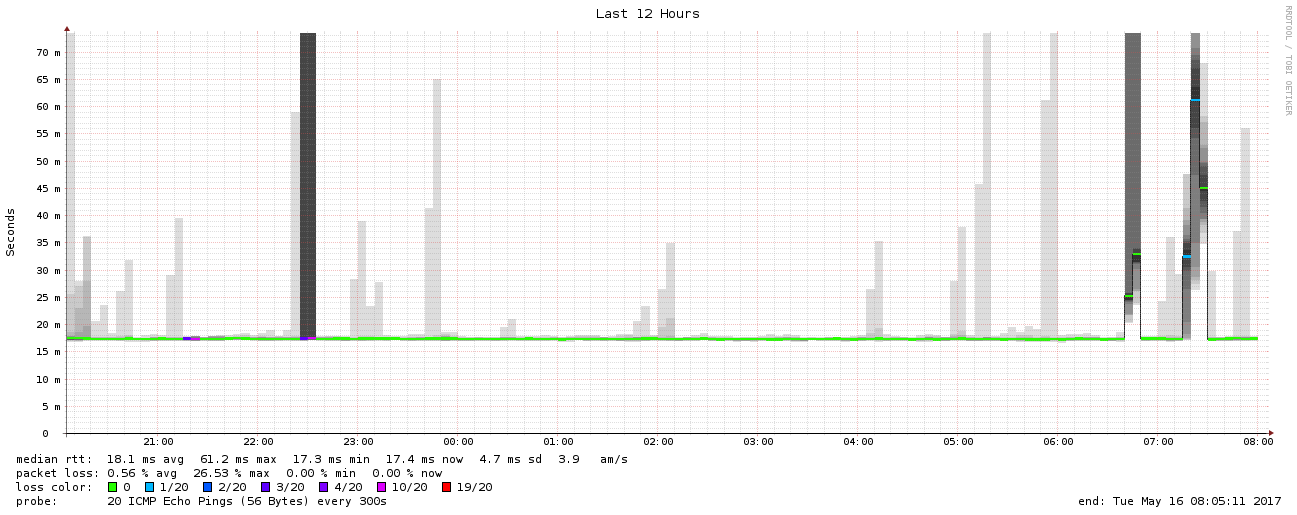 Last 12 Hours
RRDTOOL / TOBI OETIKER
Seconds
70 m
65 m
60 m
55 m
50 m
45 m
40 m
35 m
30 m
25 m
20 m
15 m
10 m
5 m
0
21:00 22:00 23:00 00:00 01:00 02:00 03:00 04:00 05:00 06:00 07:00 08:00
median rtt: 18.1 ms avg 61.2 ms max 17.3 ms min 17.4 ms now 4.7 ms sd 3.9 am/s
packet loss: 0.56 % avg 26.53 % max 0.00 % min 0.00 % now
loss color: 0 1/20 2/20 3/20 4/20 10/20 19/20
probe: 20 ICMP Echo Pings (56 Bytes) every 300s end: Tue May 16 08:05:11 2017